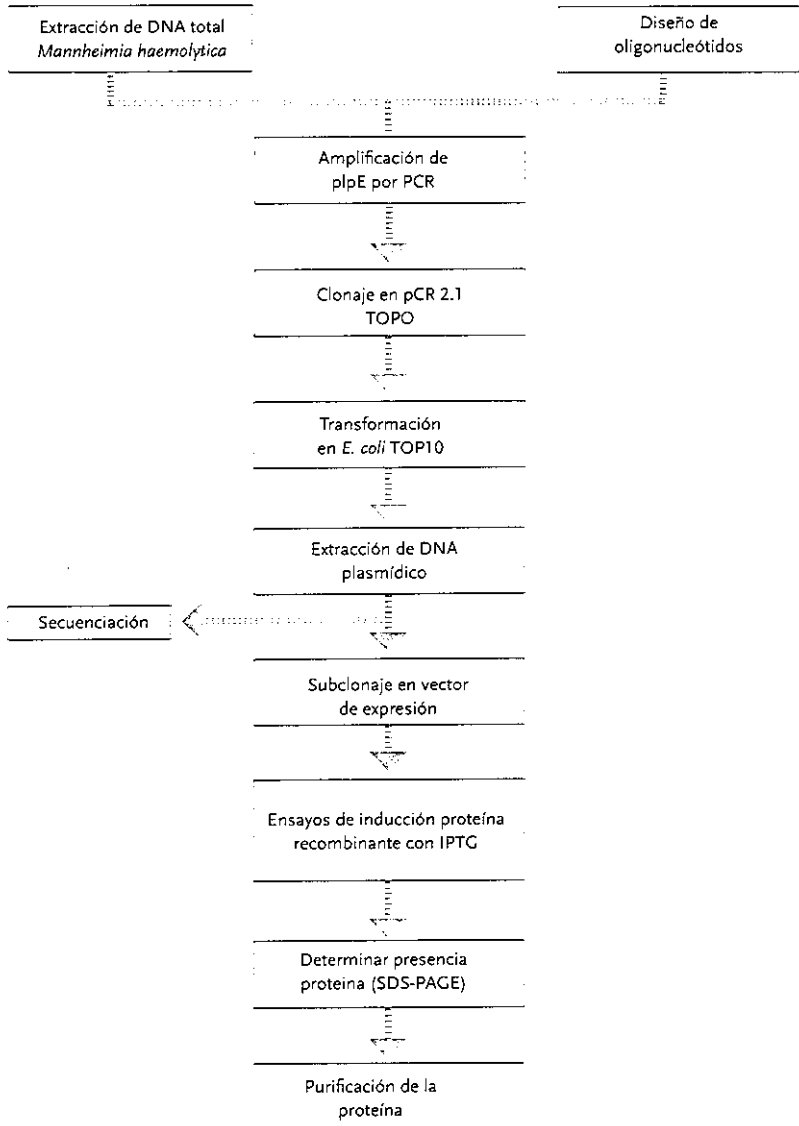 Extracción de DNA total
Mannheimia haemolytica
Diseño de
oligonucleótidos
Amplificación de
plpE por PCR
Clonaje en pCR 2.1
TOPO
Transformación
en E. coli TOP10
Extracción de DNA
plasmídico
Secuenciación
Subclonaje en vector
de expresión
Ensayos de inducción proteína
recombinante con IPTG
Determinar presencia
proteina (SDS-PAGE)
Purificación de la
proteína